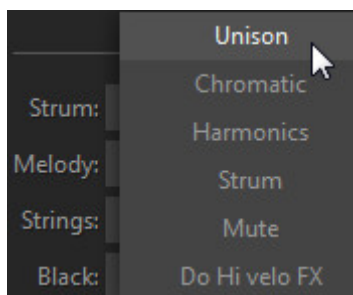 Unison
Chromatic
Strum:
Harmonics
Melody:
Strum
Strings:
Mute
Black:
Do Hi velo FX